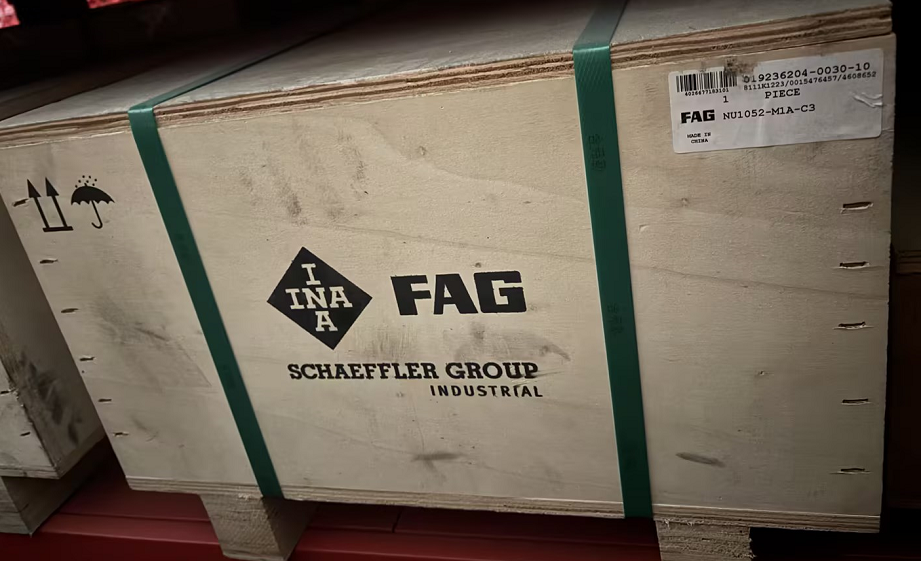 019236204-0030-10
8111K1223/0015476457/4608652
4026677183101
1 PIECE
FAG NU1052-M1A-C3
MADE IN
CHINA
I
INA
A
FAG
SCHAEFFLER GROUP
INDUSTRIAL